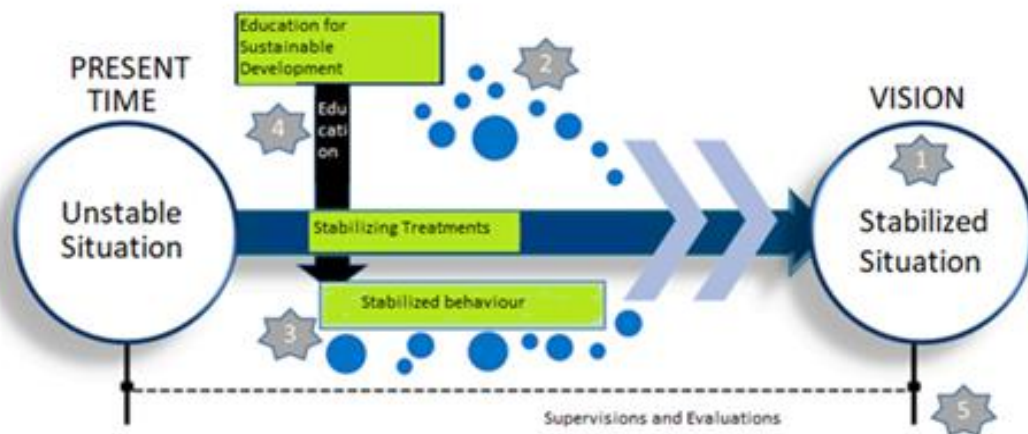 Education for
Sustainable
Development
2
PRESENT
TIME
VISION
4
Edu
cati
on
1
Unstable
Situation
Stabilizing Treatments
Stabilized
Situation
Stabilized behaviour
3
5
Supervisions and Evaluations